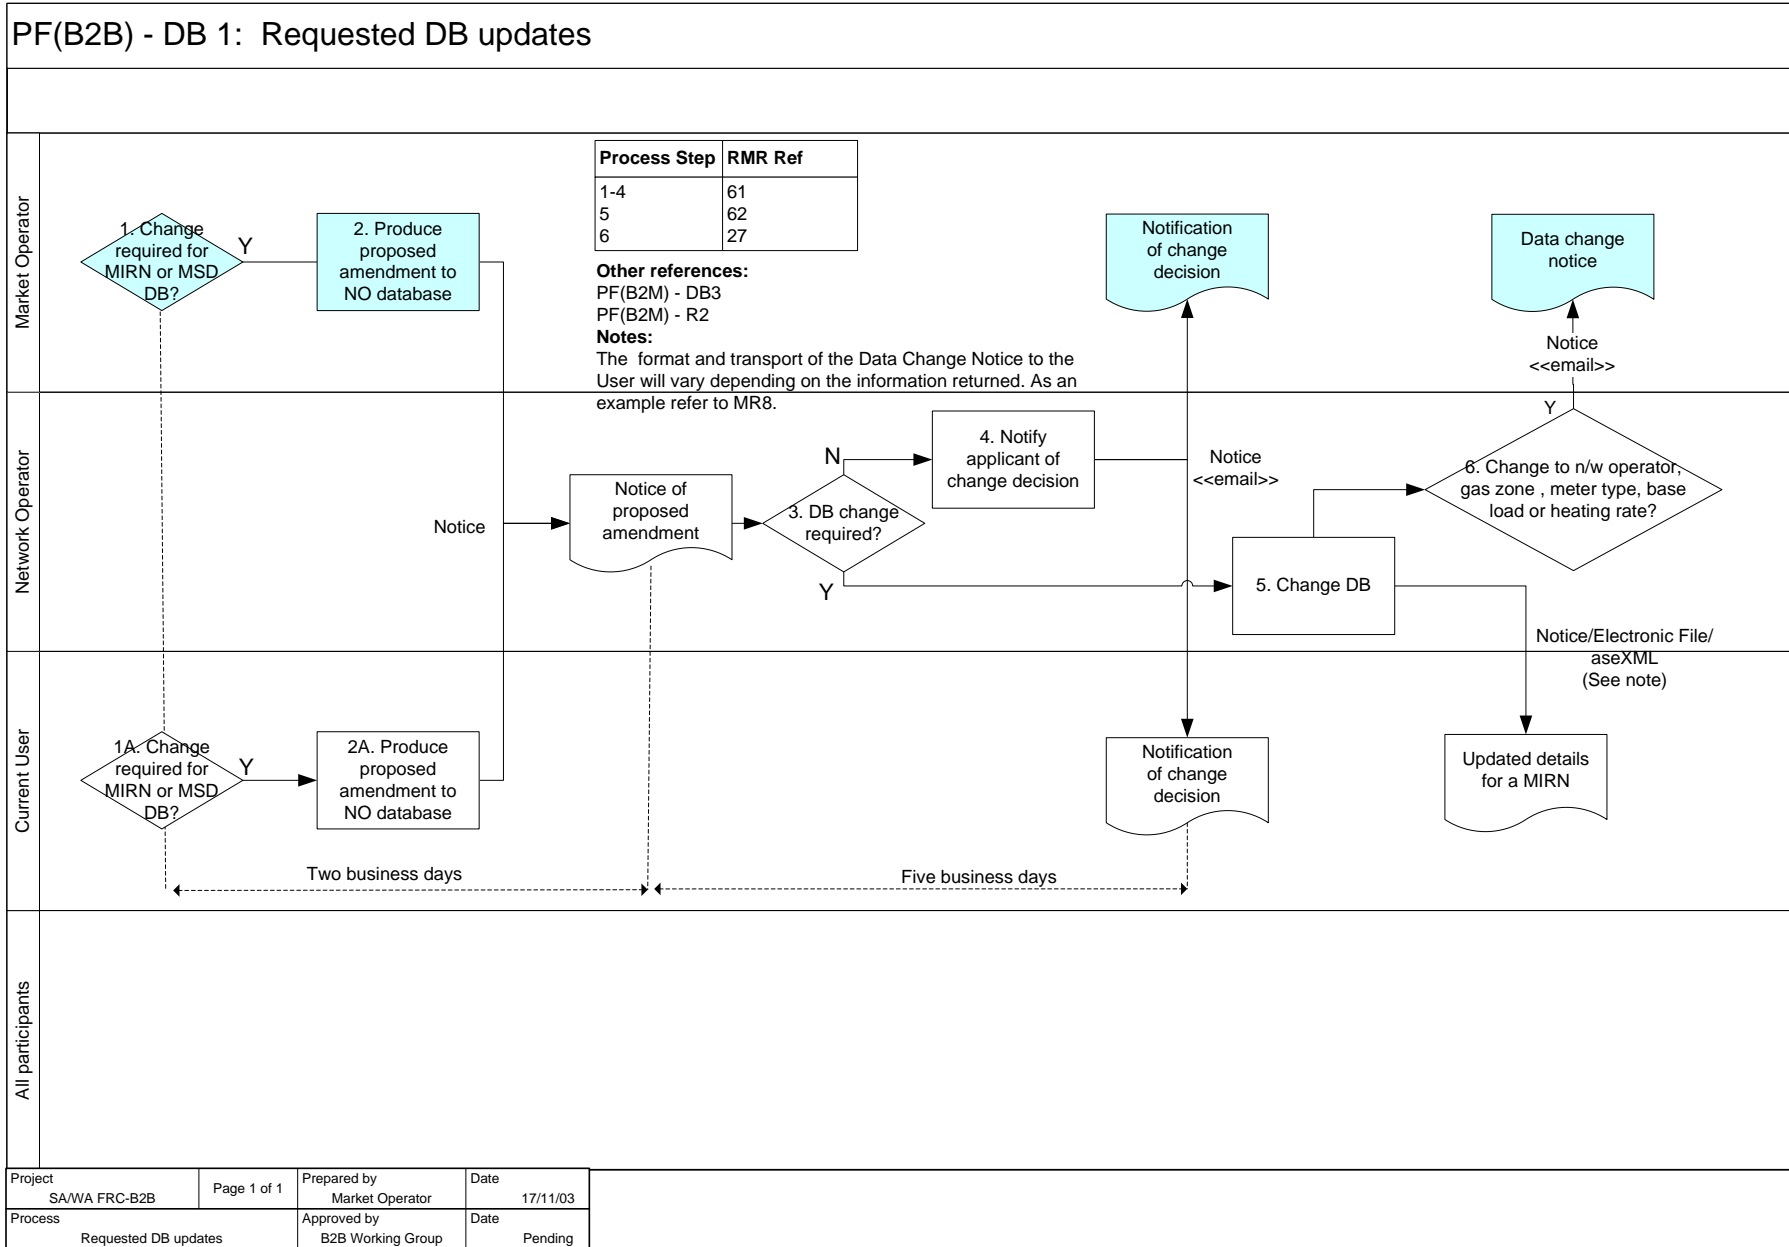 PF(B2B) - DB 1:  Requested DB updates
Market Operator
1. Change
required for
MIRN or MSD
DB?
Y
2. Produce
proposed
amendment to
NO database
Process Step
RMR Ref
1-4
61
5
62
6
27
Other references:
PF(B2M) - DB3
PF(B2M) - R2
Notes:
The  format and transport of the Data Change Notice to the
User will vary depending on the information returned. As an
example refer to MR8.
Notification
of change
decision
Data change
notice
Notice
<<email>>
Network Operator
Notice
Notice of
proposed
amendment
3. DB change
required?
N
Y
4. Notify
applicant of
change decision
Notice
<<email>>
5. Change DB
Y
6. Change to n/w operator,
gas zone , meter type, base
load or heating rate?
Notice/Electronic File/
aseXML
(See note)
Current User
1A. Change
required for
MIRN or MSD
DB?
Y
2A. Produce
proposed
amendment to
NO database
Notification
of change
decision
Updated details
for a MIRN
Two business days
Five business days
All participants
Project
SA/WA FRC-B2B
Page 1 of 1
Prepared by
Market Operator
Date
17/11/03
Process
Requested DB updates
Approved by
B2B Working Group
Date
Pending